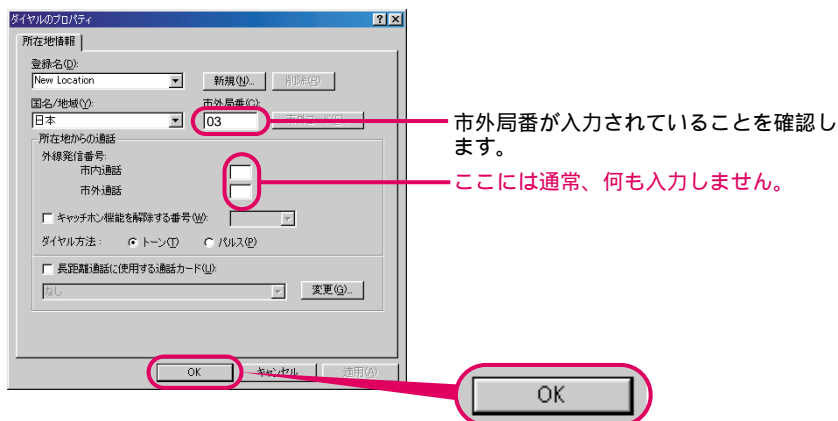 ダイヤルのプロパティ
所在地情報
登録名(D):
New Location
新規(N)...
削除(R)
国名/地域(Y):
市外局番(C):
日本
03
所在地からの通話
外線発信番号:
市内通話
市外通話
キャッチホン機能を解除する番号(W):
ダイヤル方法:
トーン(T)
パルス(P)
長距離通話に使用する通話カード(U):
なし
変更(G)...
OK
キャンセル
適用(A)
市外局番が入力されていることを確認し
ます。
ここには通常、何も入力しません。
OK